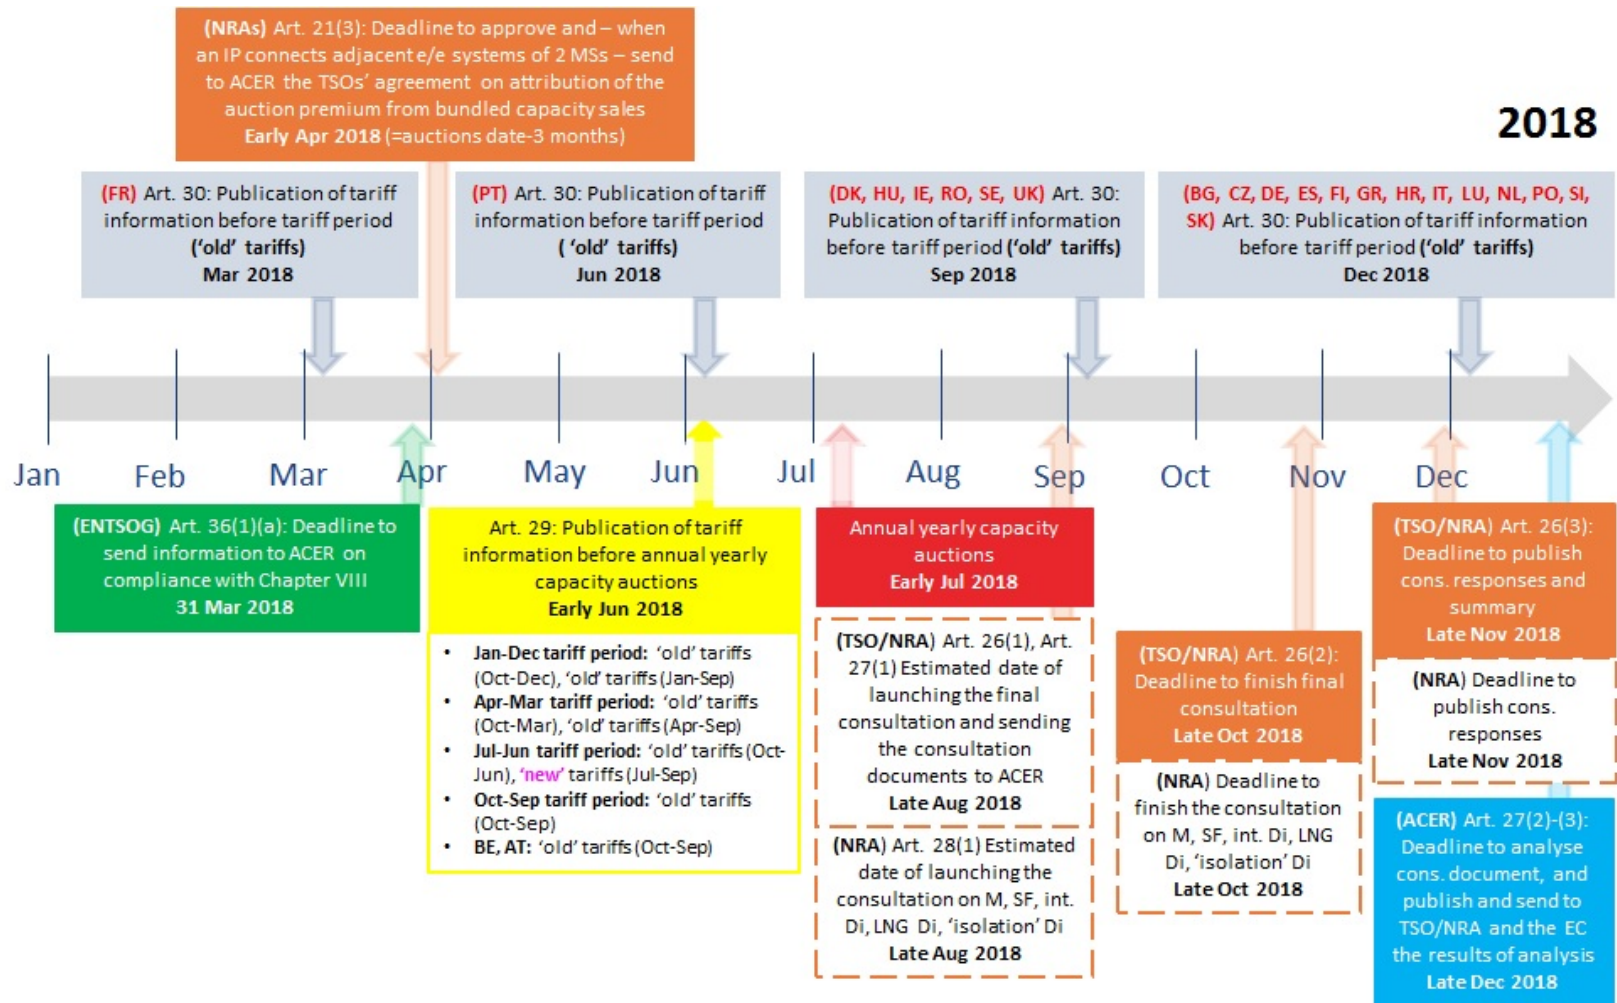 (NRAs) Art. 21(3): Deadline to approve and – when
an IP connects adjacent e/e systems of 2 MSs – send
to ACER the TSOs' agreement on attribution of the
auction premium from bundled capacity sales
Early Apr 2018 (=auctions date-3 months)
2018
(FR) Art. 30: Publication of tariff
information before tariff period
('old' tariffs)
Mar 2018
(PT) Art. 30: Publication of tariff
information before tariff period
( 'old' tariffs)
Jun 2018
(DK, HU, IE, RO, SE, UK) Art. 30:
Publication of tariff information
before tariff period ('old' tariffs)
Sep 2018
(BG, CZ, DE, ES, FI, GR, HR, IT, LU, NL, PO, SI,
SK) Art. 30: Publication of tariff information
before tariff period ('old' tariffs)
Dec 2018
Jan
Feb
Mar
Apr
May
Jun
Jul
Aug
Sep
Oct
Nov
Dec
(ENTSOG) Art. 36(1)(a): Deadline to
send information to ACER on
compliance with Chapter VIII
31 Mar 2018
Art. 29: Publication of tariff
information before annual yearly
capacity auctions
Early Jun 2018
• Jan-Dec tariff period: 'old' tariffs
(Oct-Dec), 'old' tariffs (Jan-Sep)
• Apr-Mar tariff period: 'old' tariffs
(Oct-Mar), 'old' tariffs (Apr-Sep)
• Jul-Jun tariff period: 'old' tariffs (Oct-
Jun), 'new' tariffs (Jul-Sep)
• Oct-Sep tariff period: 'old' tariffs
(Oct-Sep)
• BE, AT: 'old' tariffs (Oct-Sep)
Annual yearly capacity
auctions
Early Jul 2018
(TSO/NRA) Art. 26(1), Art.
27(1) Estimated date of
launching the final
consultation and sending
the consultation
documents to ACER
Late Aug 2018
(NRA) Art. 28(1) Estimated
date of launching the
consultation on M, SF, int.
Di, LNG Di, 'isolation' Di
Late Aug 2018
(TSO/NRA) Art. 26(2):
Deadline to finish final
consultation
Late Oct 2018
(NRA) Deadline to
finish the consultation
on M, SF, int. Di, LNG
Di, 'isolation' Di
Late Oct 2018
(TSO/NRA) Art. 26(3):
Deadline to publish
cons. responses and
summary
Late Nov 2018
(NRA) Deadline to
publish cons.
responses
Late Nov 2018
(ACER) Art. 27(2)-(3):
Deadline to analyse
cons. document, and
publish and send to
TSO/NRA and the EC
the results of analysis
Late Dec 2018